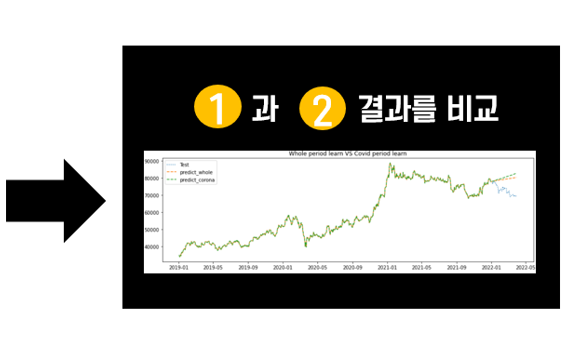 1 과 2 결과를 비교
Whole period learn VS Covid period learn
Test
predict_whole
predict_corona
90000
80000
70000
60000
50000
40000
2019-01 2019-05 2019-09 2020-01 2020-05 2020-09 2021-01 2021-05 2021-09 2022-01 2022-05